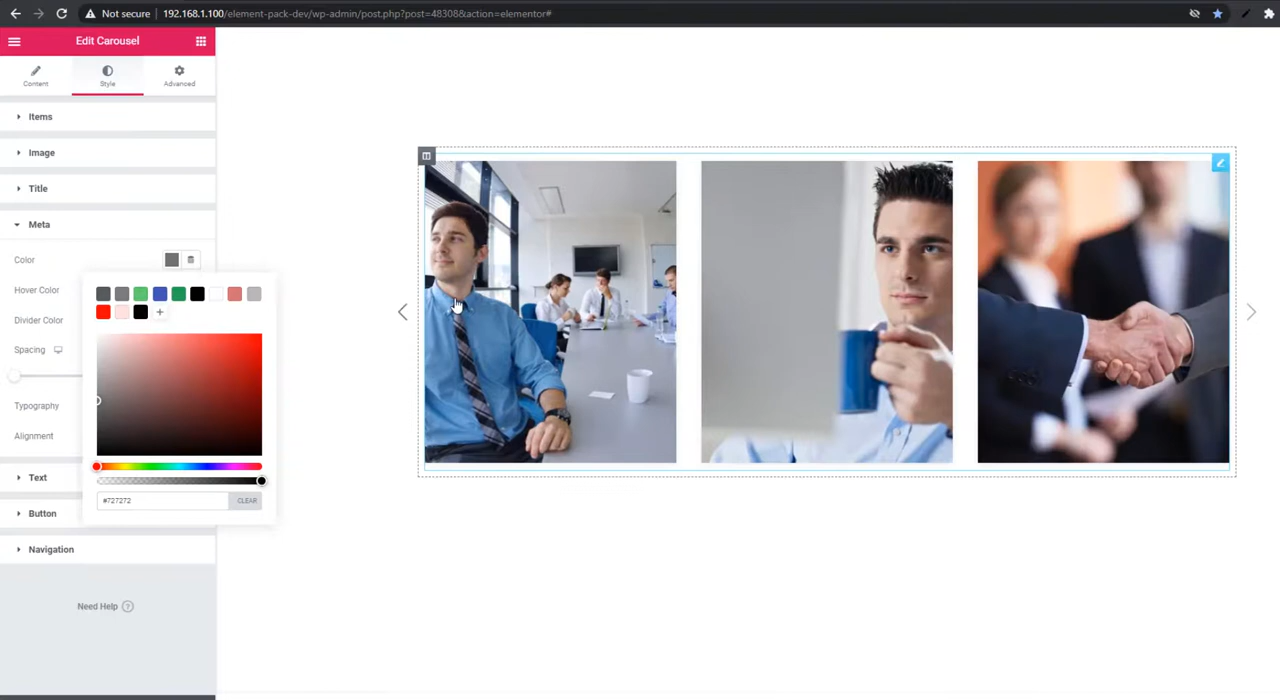 Not secure 192.168.1.100/element-pack-dev/wp-admin/post.php?post=48308&action=elementor#
Edit Carousel
Content Style Advanced
Items
Image
Title
Meta
Color
Hover Color
Divider Color
Spacing
Typography
Alignment
#727272 CLEAR
Text
Button
Navigation
Need Help ?